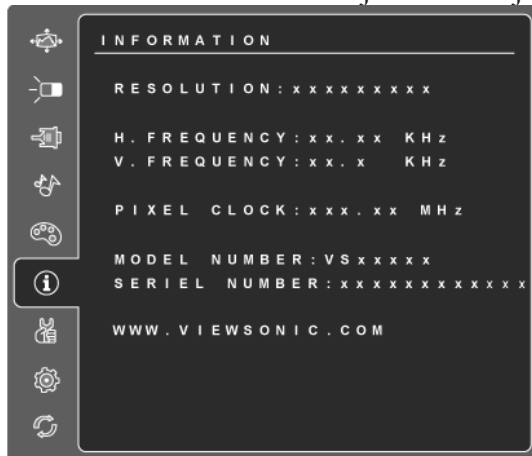 INFORMATION
RESOLUTION:xxxxxxxxx
H. FREQUENCY:xx.xx KHz
V. FREQUENCY:xx.x KHz
PIXEL CLOCK:xxx.xx MHz
MODEL NUMBER:VSxxxxx
SERIEL NUMBER:xxxxxxxxxxxx
WWW.VIEWSONIC.COM